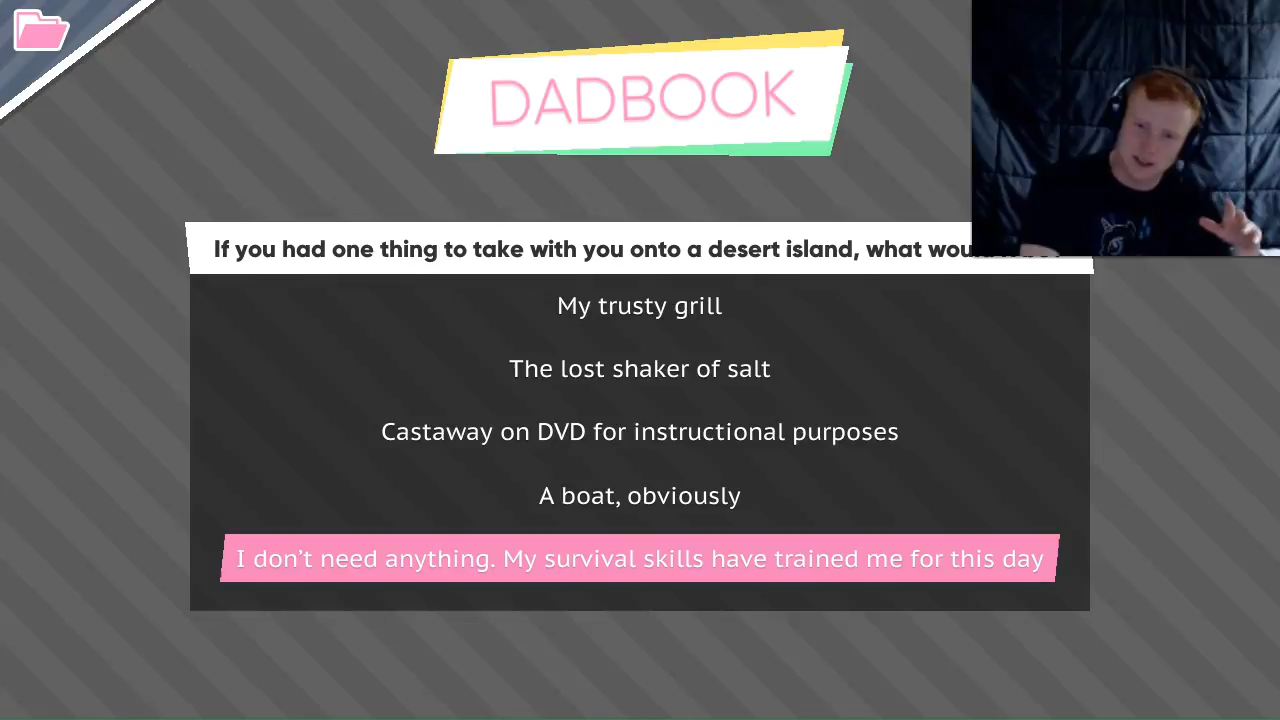 DADBOOK
If you had one thing to take with you onto a desert island, what
My trusty grill
The lost shaker of salt
Castaway on DVD for instructional purposes
A boat, obviously
I don't need anything. My survival skills have trained me for this day